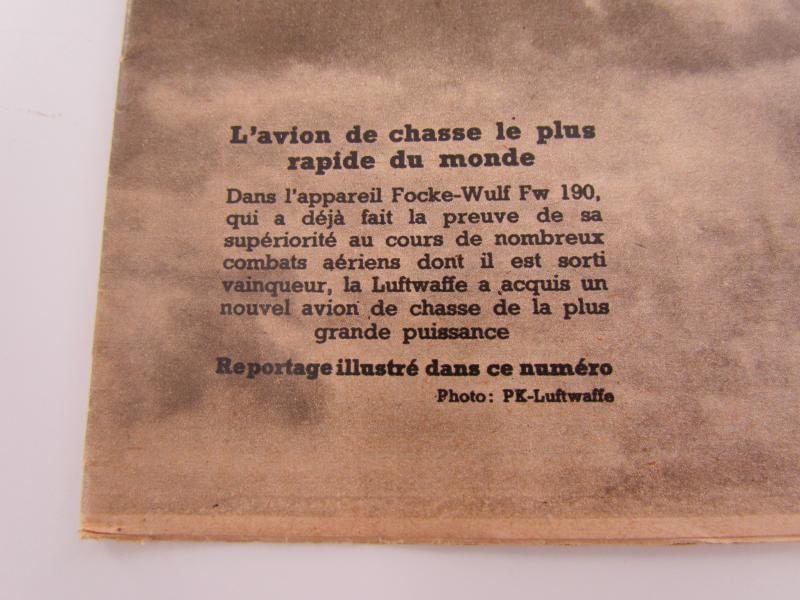 L'avion de chasse le plus
rapide du monde
Dans l'appareil Focke-Wulf Fw 190,
qui a déjà fait la preuve de sa
supériorité au cours de nombreux
combats aériens dont il est sorti
vainqueur, la Luftwaffe a acquis un
nouvel avion de chasse de la plus
grande puissance
Reportage illustré dans ce numéro
Photo: PK-Luftwaffe